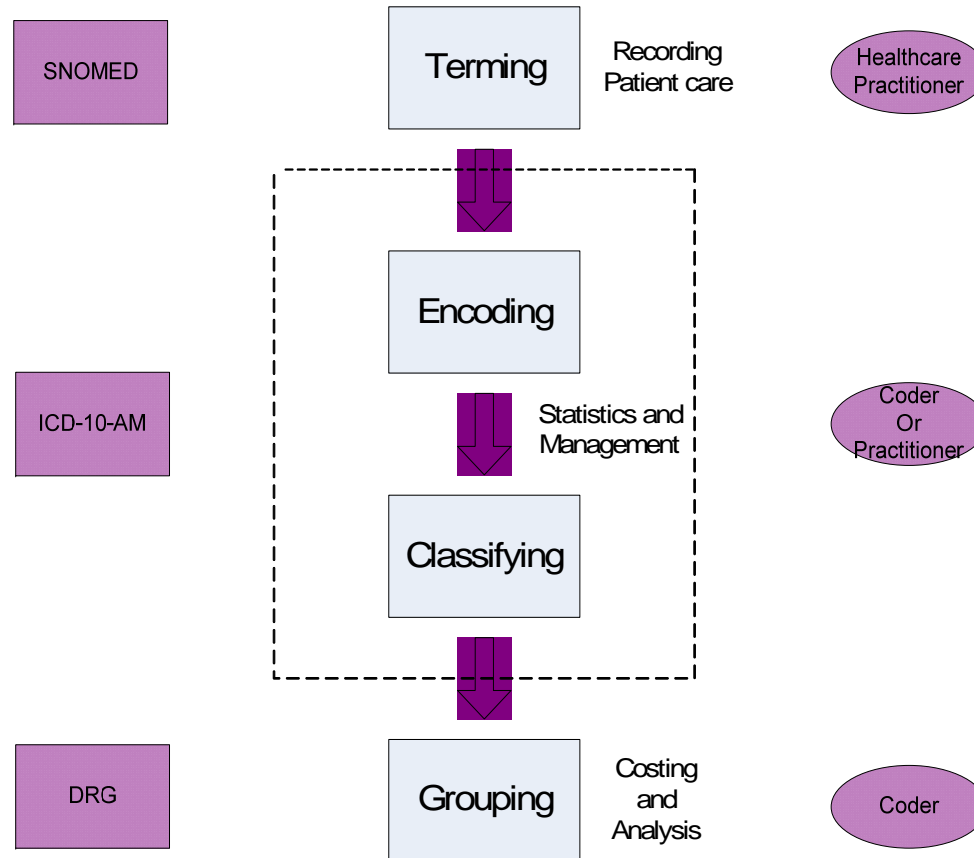 SNOMED
Terming
Recording
Patient care
Healthcare
Practitioner
Encoding
ICD-10-AM
Statistics and
Management
Coder
Or
Practitioner
Classifying
DRG
Grouping
Costing
and
Analysis
Coder